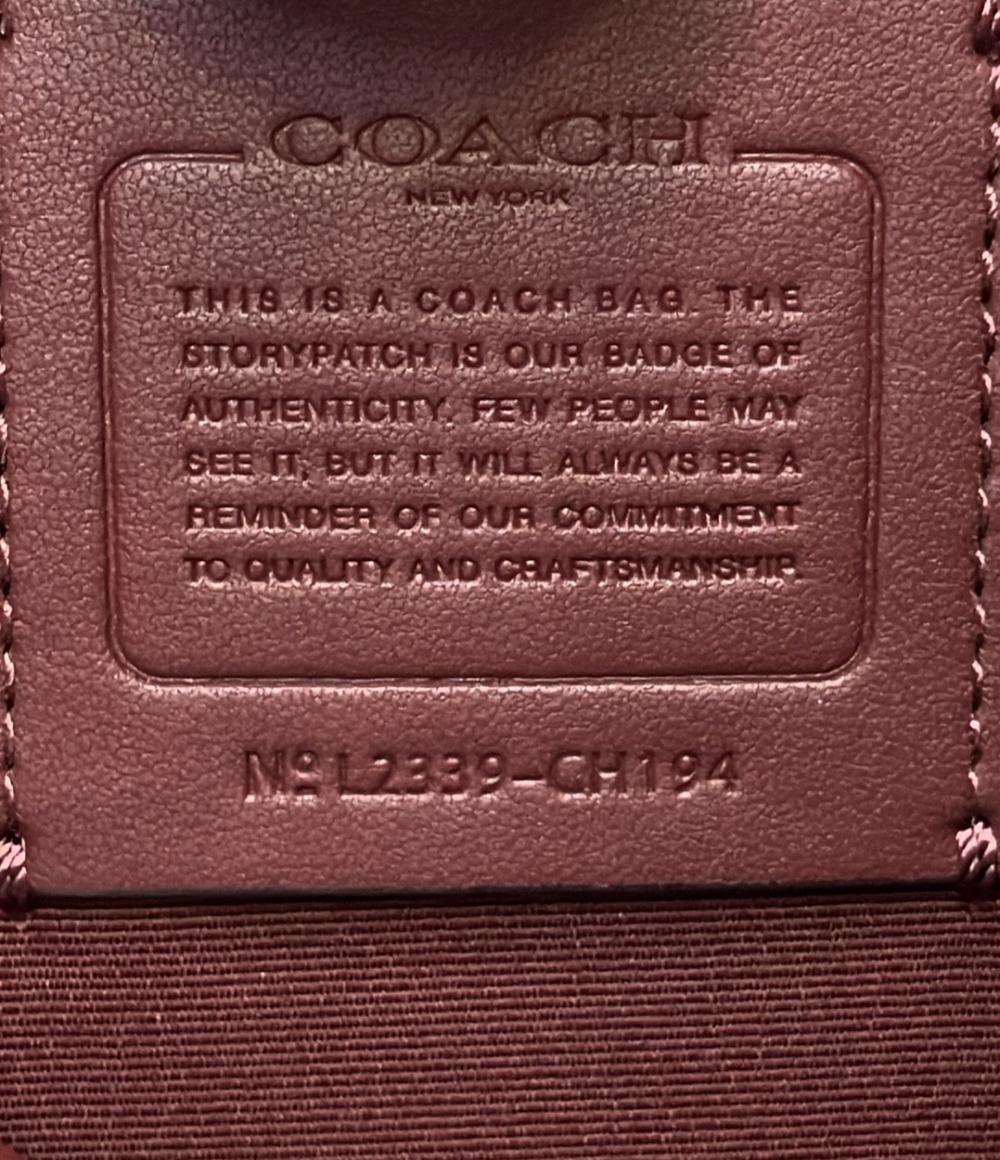 COACH
NEW YORK
THIS IS A COACH BAG. THE
STORYPATCH IS OUR BADGE OF
AUTHENTICITY. FEW PEOPLE MAY
SEE IT, BUT IT WILL ALWAYS BE A
REMINDER OF OUR COMMITMENT
TO QUALITY AND CRAFTSMANSHIP.
Nº L2339-CH194